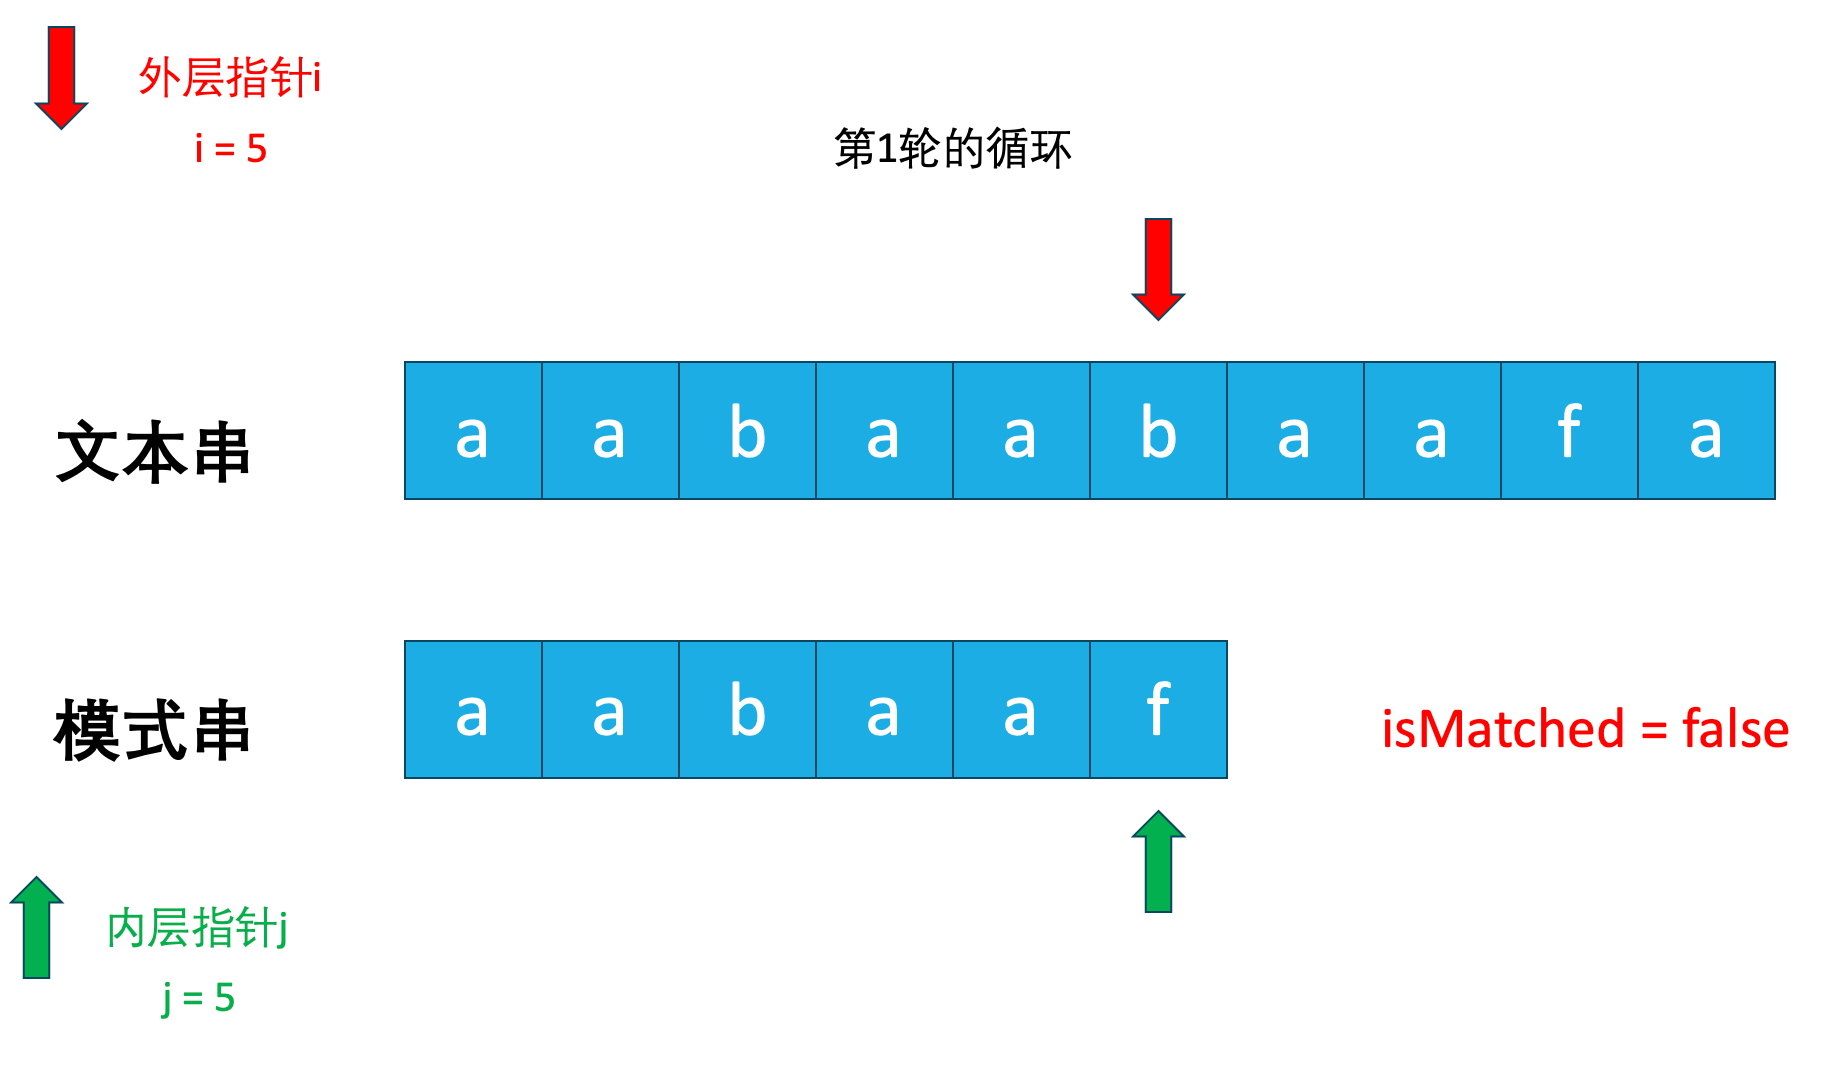 外层指针i
i = 5
第1轮的循环
文本串 a a b a a b a a f a
模式串 a a b a a f isMatched = false
内层指针j
j = 5